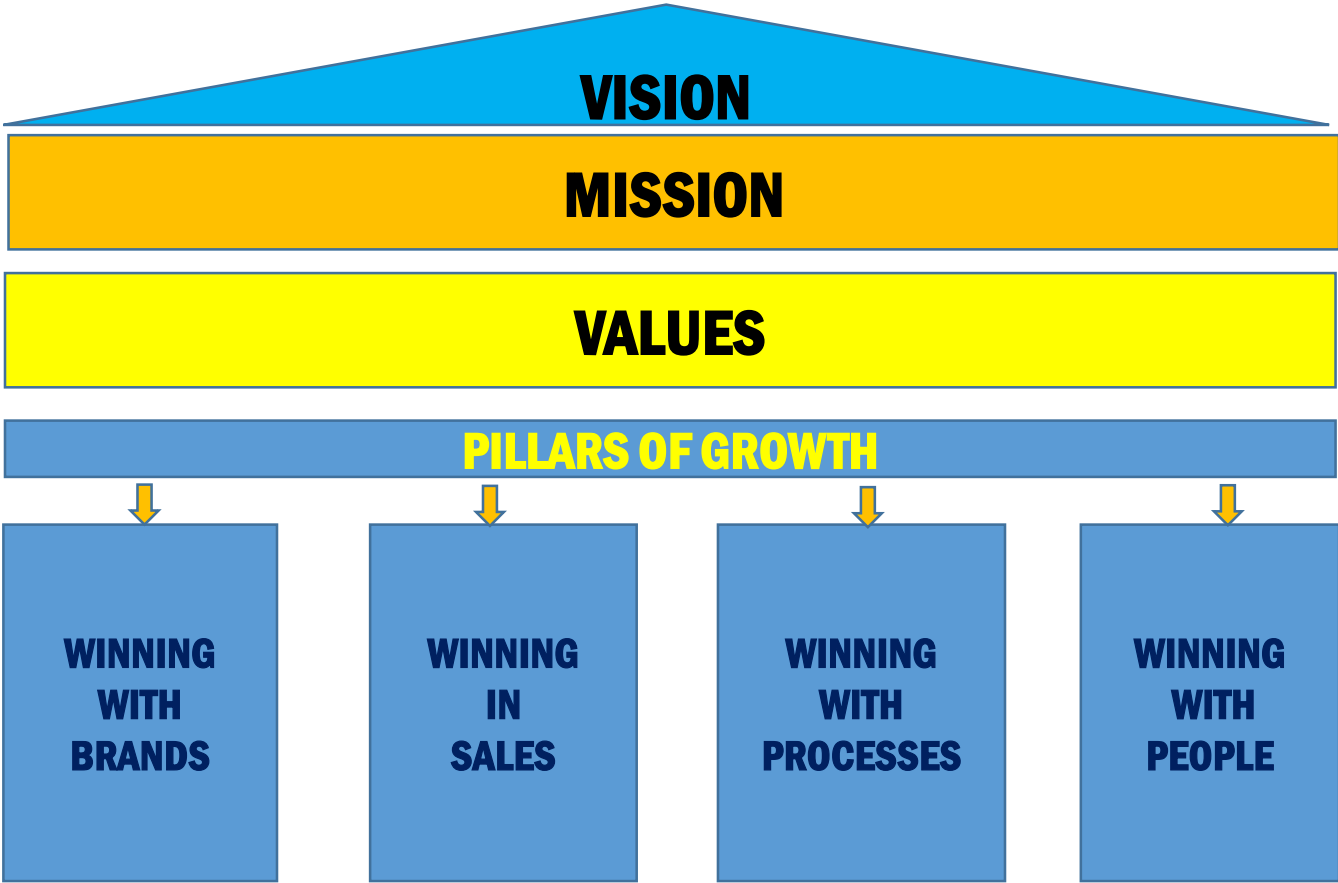 VISION
MISSION
VALUES
PILLARS OF GROWTH
WINNING
WITH
BRANDS
WINNING
IN
SALES
WINNING
WITH
PROCESSES
WINNING
WITH
PEOPLE